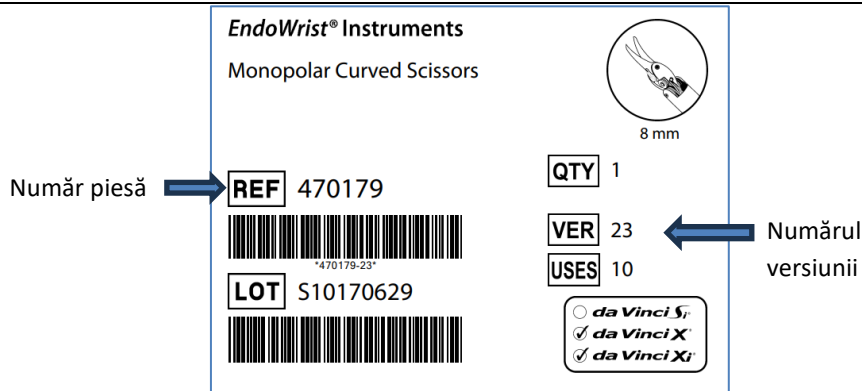 EndoWrist® Instruments
Monopolar Curved Scissors
8 mm
Număr piesă
REF 470179
QTY 1
*470179-23*
VER 23
Numărul versiunii
USES 10
LOT S10170629
da Vinci Si
da Vinci X
da Vinci Xi